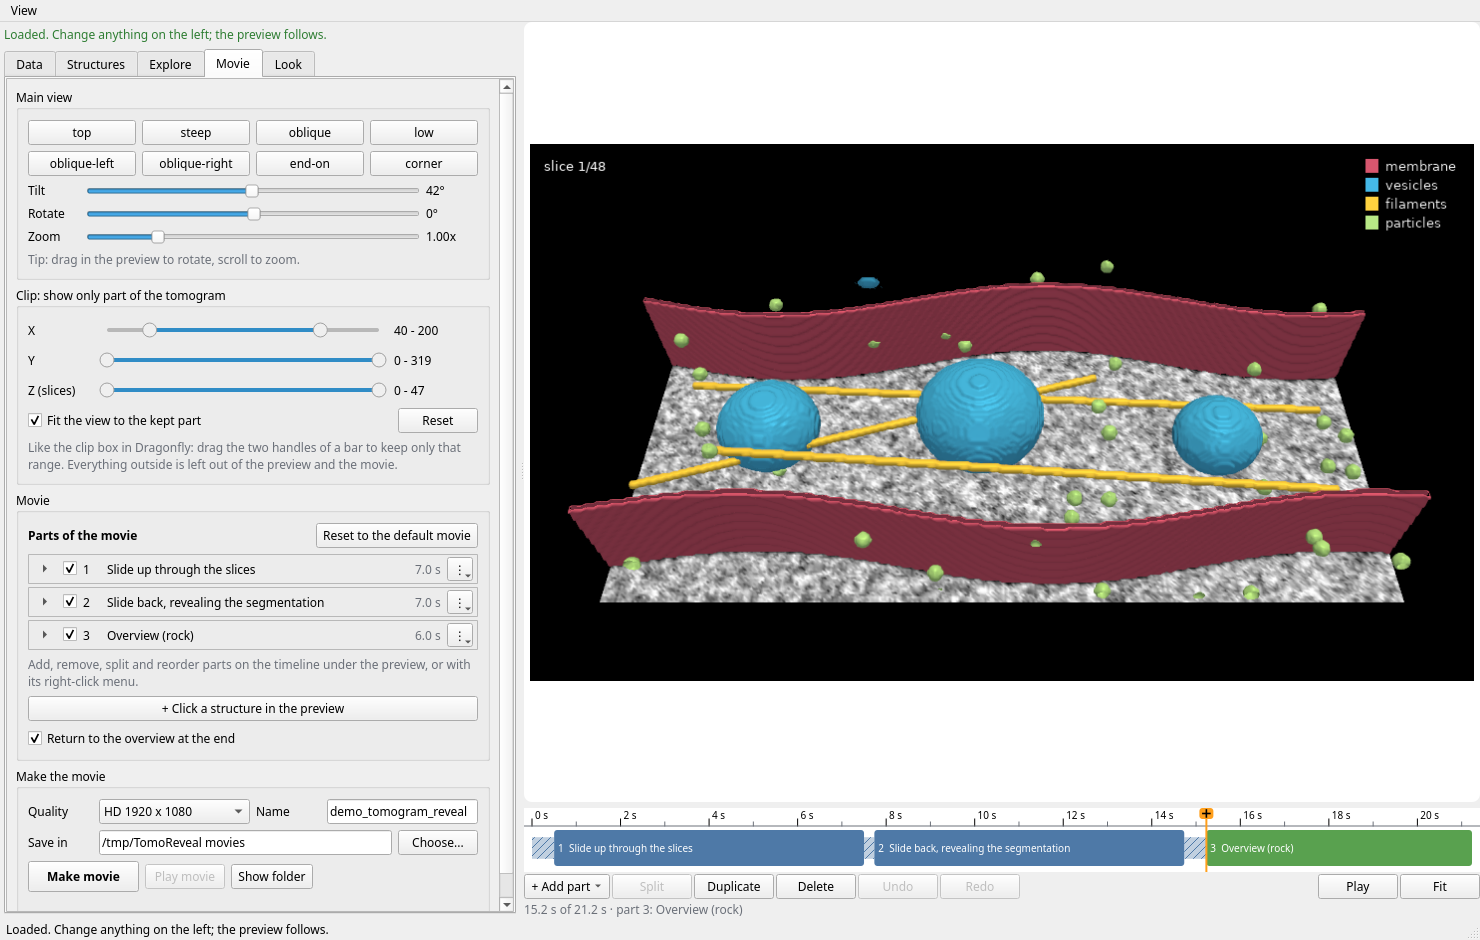 View
Loaded. Change anything on the left; the preview follows.
Data Structures Explore Movie Look
Main view
top steep oblique low
oblique-left oblique-right end-on corner
Tilt 42°
Rotate 0°
Zoom 1.00x
Tip: drag in the preview to rotate, scroll to zoom.
Clip: show only part of the tomogram
X 40 - 200
Y 0 - 319
Z (slices) 0 - 47
Fit the view to the kept part Reset
Like the clip box in Dragonfly: drag the two handles of a bar to keep only that
range. Everything outside is left out of the preview and the movie.
Movie
Parts of the movie Reset to the default movie
1 Slide up through the slices 7.0 s
2 Slide back, revealing the segmentation 7.0 s
3 Overview (rock) 6.0 s
Add, remove, split and reorder parts on the timeline under the preview, or with
its right-click menu.
+ Click a structure in the preview
Return to the overview at the end
Make the movie
Quality HD 1920 x 1080 Name demo_tomogram_reveal
Save in /tmp/TomoReveal movies Choose...
Make movie Play movie Show folder
slice 1/48
membrane
vesicles
filaments
particles
0 s 2 s 4 s 6 s 8 s 10 s 12 s 14 s 16 s 18 s 20 s
1 Slide up through the slices 2 Slide back, revealing the segmentation 3 Overview (rock)
+ Add part Split Duplicate Delete Undo Redo Play Fit
15.2 s of 21.2 s · part 3: Overview (rock)
Loaded. Change anything on the left; the preview follows.